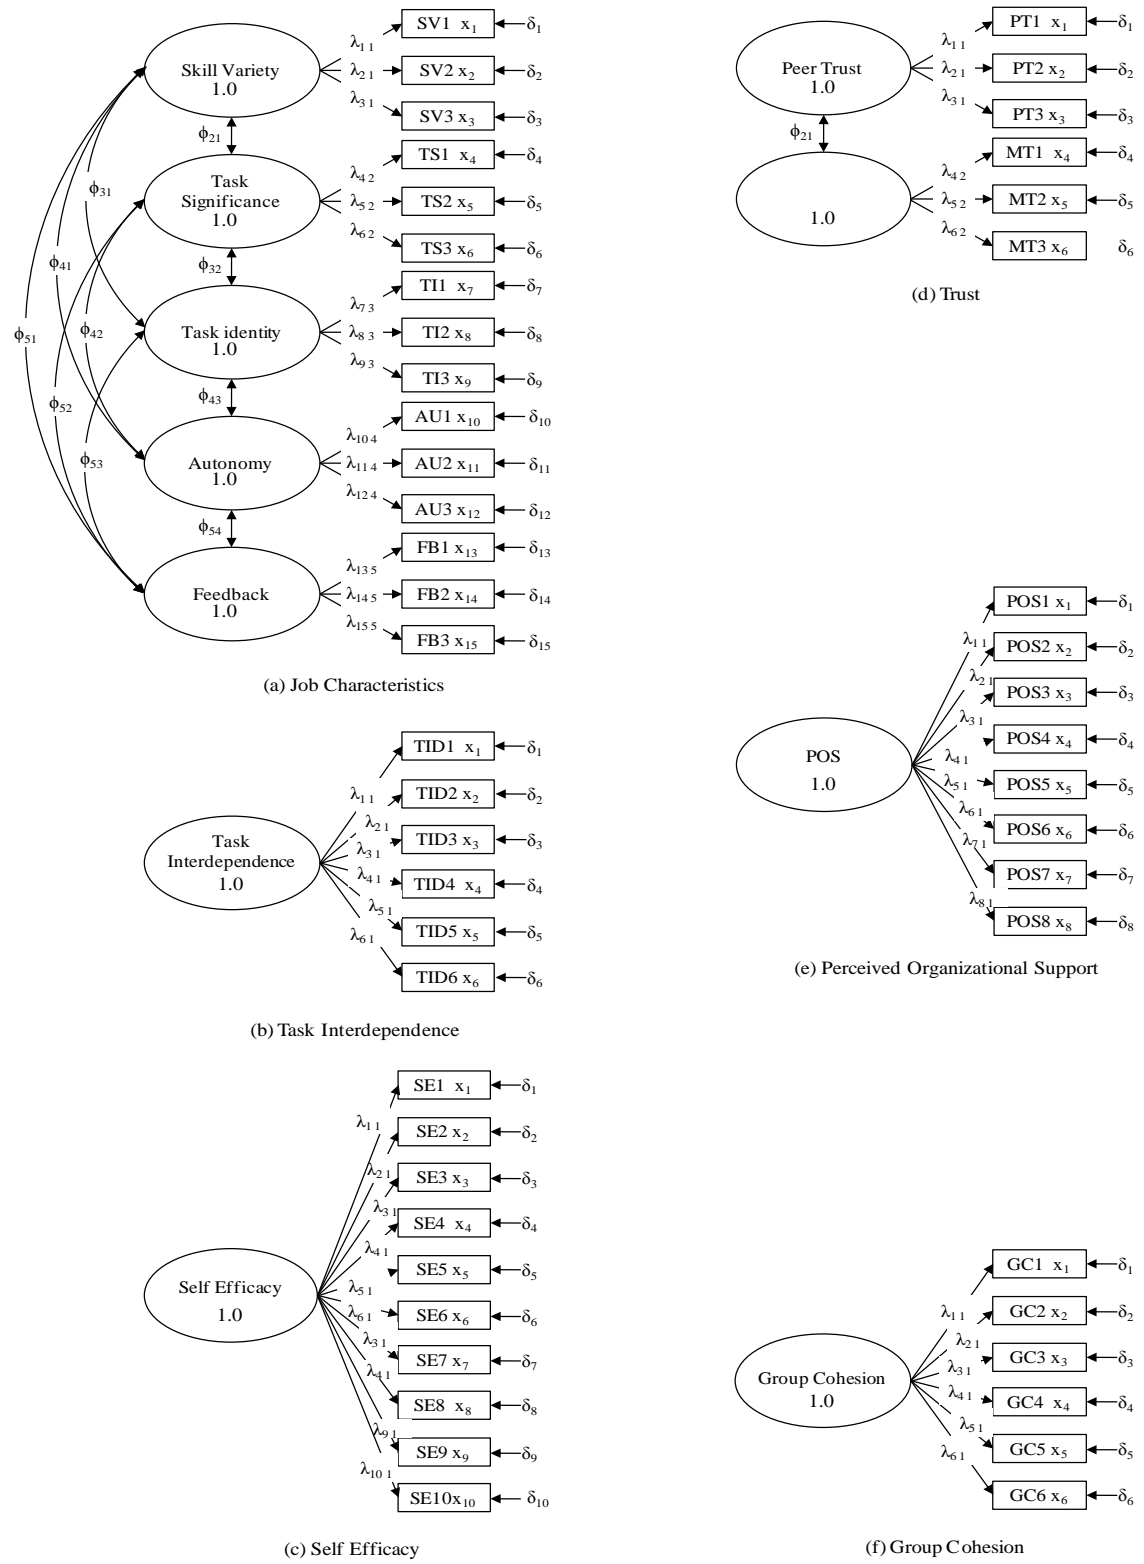 SV1 x₁ δ₁
λ₁₁
Skill Variety
1.0
λ₂₁
SV2 x₂ δ₂
λ₃₁
SV3 x₃ δ₃
ϕ₂₁
TS1 x₄ δ₄
λ₄₂
Task
Significance
1.0
λ₅₂
TS2 x₅ δ₅
λ₆₂
TS3 x₆ δ₆
ϕ₃₁
ϕ₄₁
ϕ₃₂
TI1 x₇ δ₇
λ₇₃
Task identity
1.0
λ₈₃
TI2 x₈ δ₈
λ₉₃
TI3 x₉ δ₉
ϕ₅₁
ϕ₄₂
ϕ₄₃
ϕ₅₂
ϕ₅₃
AU1 x₁₀ δ₁₀
λ₁₀₄
Autonomy
1.0
λ₁₁₄
AU2 x₁₁ δ₁₁
λ₁₂₄
AU3 x₁₂ δ₁₂
ϕ₅₄
FB1 x₁₃ δ₁₃
λ₁₃₅
Feedback
1.0
λ₁₄₅
FB2 x₁₄ δ₁₄
λ₁₅₅
FB3 x₁₅ δ₁₅
(a) Job Characteristics
TID1 x₁ δ₁
λ₁₁
TID2 x₂ δ₂
λ₂₁
TID3 x₃ δ₃
λ₃₁
Task
Interdependence
1.0
λ₄₁
TID4 x₄ δ₄
λ₅₁
TID5 x₅ δ₅
λ₆₁
TID6 x₆ δ₆
(b) Task Interdependence
SE1 x₁ δ₁
λ₁₁
SE2 x₂ δ₂
λ₂₁
SE3 x₃ δ₃
λ₃₁
SE4 x₄ δ₄
λ₄₁
SE5 x₅ δ₅
λ₅₁
Self Efficacy
1.0
λ₆₁
SE6 x₆ δ₆
λ₃₁
SE7 x₇ δ₇
λ₄₁
SE8 x₈ δ₈
λ₉₁
SE9 x₉ δ₉
λ₁₀₁
SE10x₁₀ δ₁₀
(c) Self Efficacy
PT1 x₁ δ₁
λ₁₁
Peer Trust
1.0
λ₂₁
PT2 x₂ δ₂
λ₃₁
PT3 x₃ δ₃
ϕ₂₁
MT1 x₄ δ₄
λ₄₂
1.0
λ₅₂
MT2 x₅ δ₅
λ₆₂
MT3 x₆ δ₆
(d) Trust
POS1 x₁ δ₁
λ₁₁
POS2 x₂ δ₂
λ₂₁
POS3 x₃ δ₃
λ₃₁
POS4 x₄ δ₄
λ₄₁
POS
1.0
λ₅₁
POS5 x₅ δ₅
λ₆₁
POS6 x₆ δ₆
λ₇₁
POS7 x₇ δ₇
λ₈₁
POS8 x₈ δ₈
(e) Perceived Organizational Support
GC1 x₁ δ₁
λ₁₁
GC2 x₂ δ₂
λ₂₁
GC3 x₃ δ₃
λ₃₁
Group Cohesion
1.0
λ₄₁
GC4 x₄ δ₄
λ₅₁
GC5 x₅ δ₅
λ₆₁
GC6 x₆ δ₆
(f) Group Cohesion